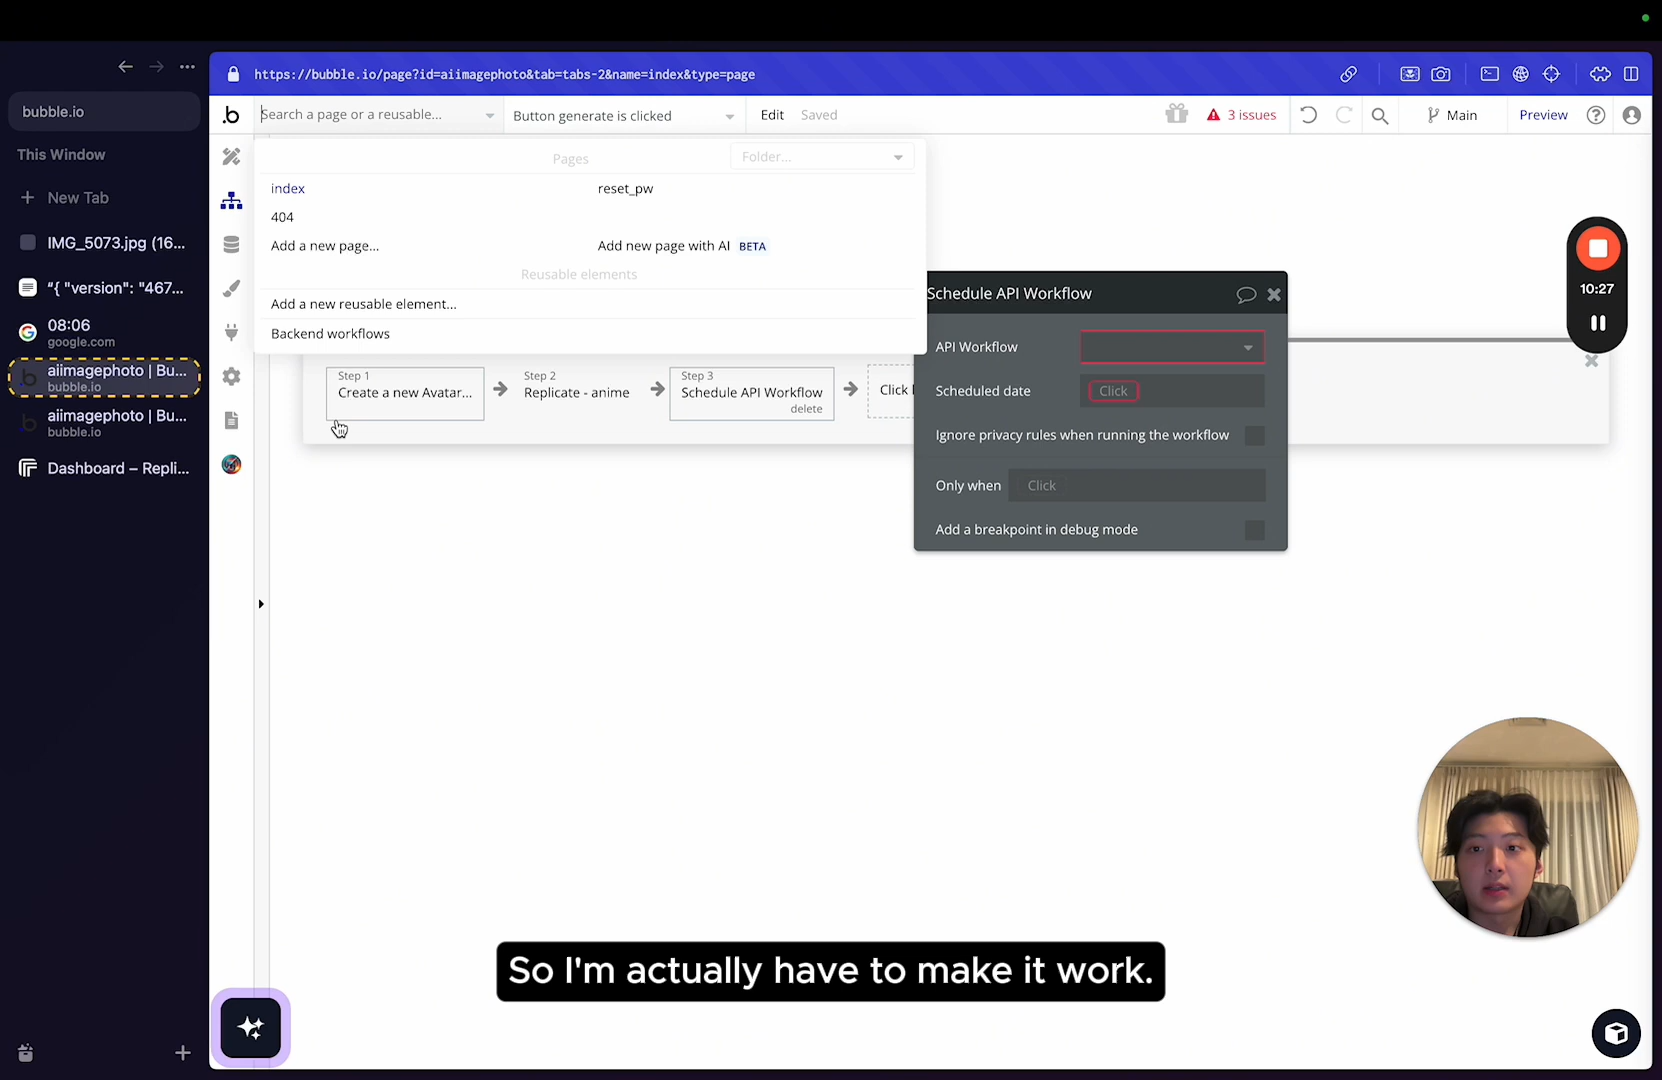 https://bubble.io/page?id=aiimagephoto&tab=tabs-2&name=index&type=page
bubble.io
This Window
New Tab
IMG_5073.jpg (16...
"{ "version": "467...
08:06
google.com
aiimagephoto | Bu...
bubble.io
aiimagephoto | Bu...
bubble.io
Dashboard – Repli...
.b
Search a page or a reusable...
Button generate is clicked
Edit
Saved
3 issues
Main
Preview
Pages
Folder...
index
reset_pw
404
Add a new page...
Add new page with AI BETA
Reusable elements
Add a new reusable element...
Backend workflows
Step 1
Create a new Avatar...
Step 2
Replicate - anime
Step 3
Schedule API Workflow
delete
Click
Schedule API Workflow
API Workflow
Scheduled date
Click
Ignore privacy rules when running the workflow
Only when
Click
Add a breakpoint in debug mode
10:27
So I'm actually have to make it work.